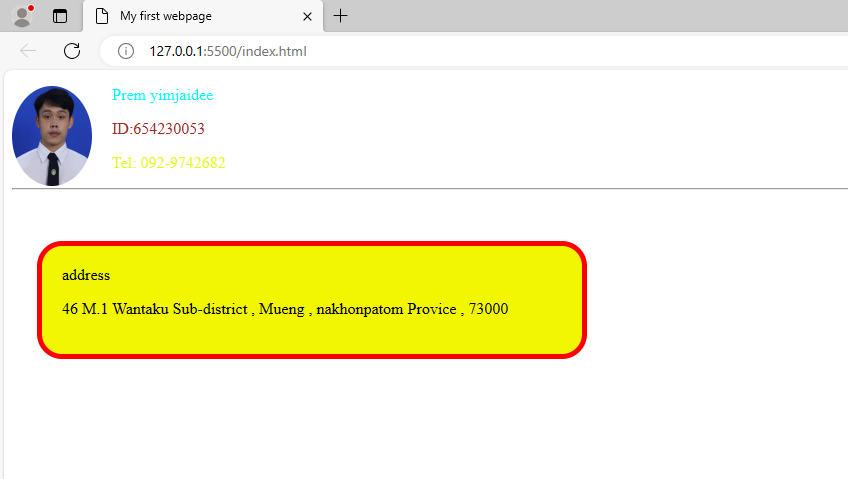 My first webpage
127.0.0.1:5500/index.html
Prem yimjaidee
ID:654230053
Tel: 092-9742682
address
46 M.1 Wantaku Sub-district , Mueng , nakhonpatom Provice , 73000